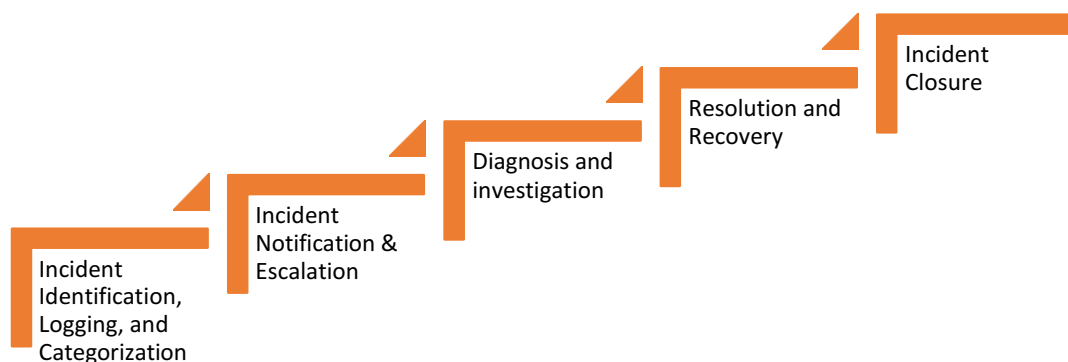 Incident
Identification,
Logging, and
Categorization
Incident
Notification &
Escalation
Diagnosis and
investigation
Resolution and
Recovery
Incident
Closure